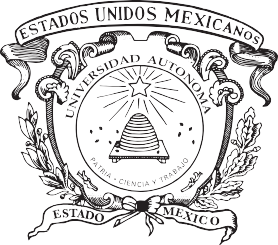 ESTADOS UNIDOS MEXICANOS
UNIVERSIDAD AUTONOMA
PATRIA • CIENCIA Y TRABAJO
ESTADO MEXICO